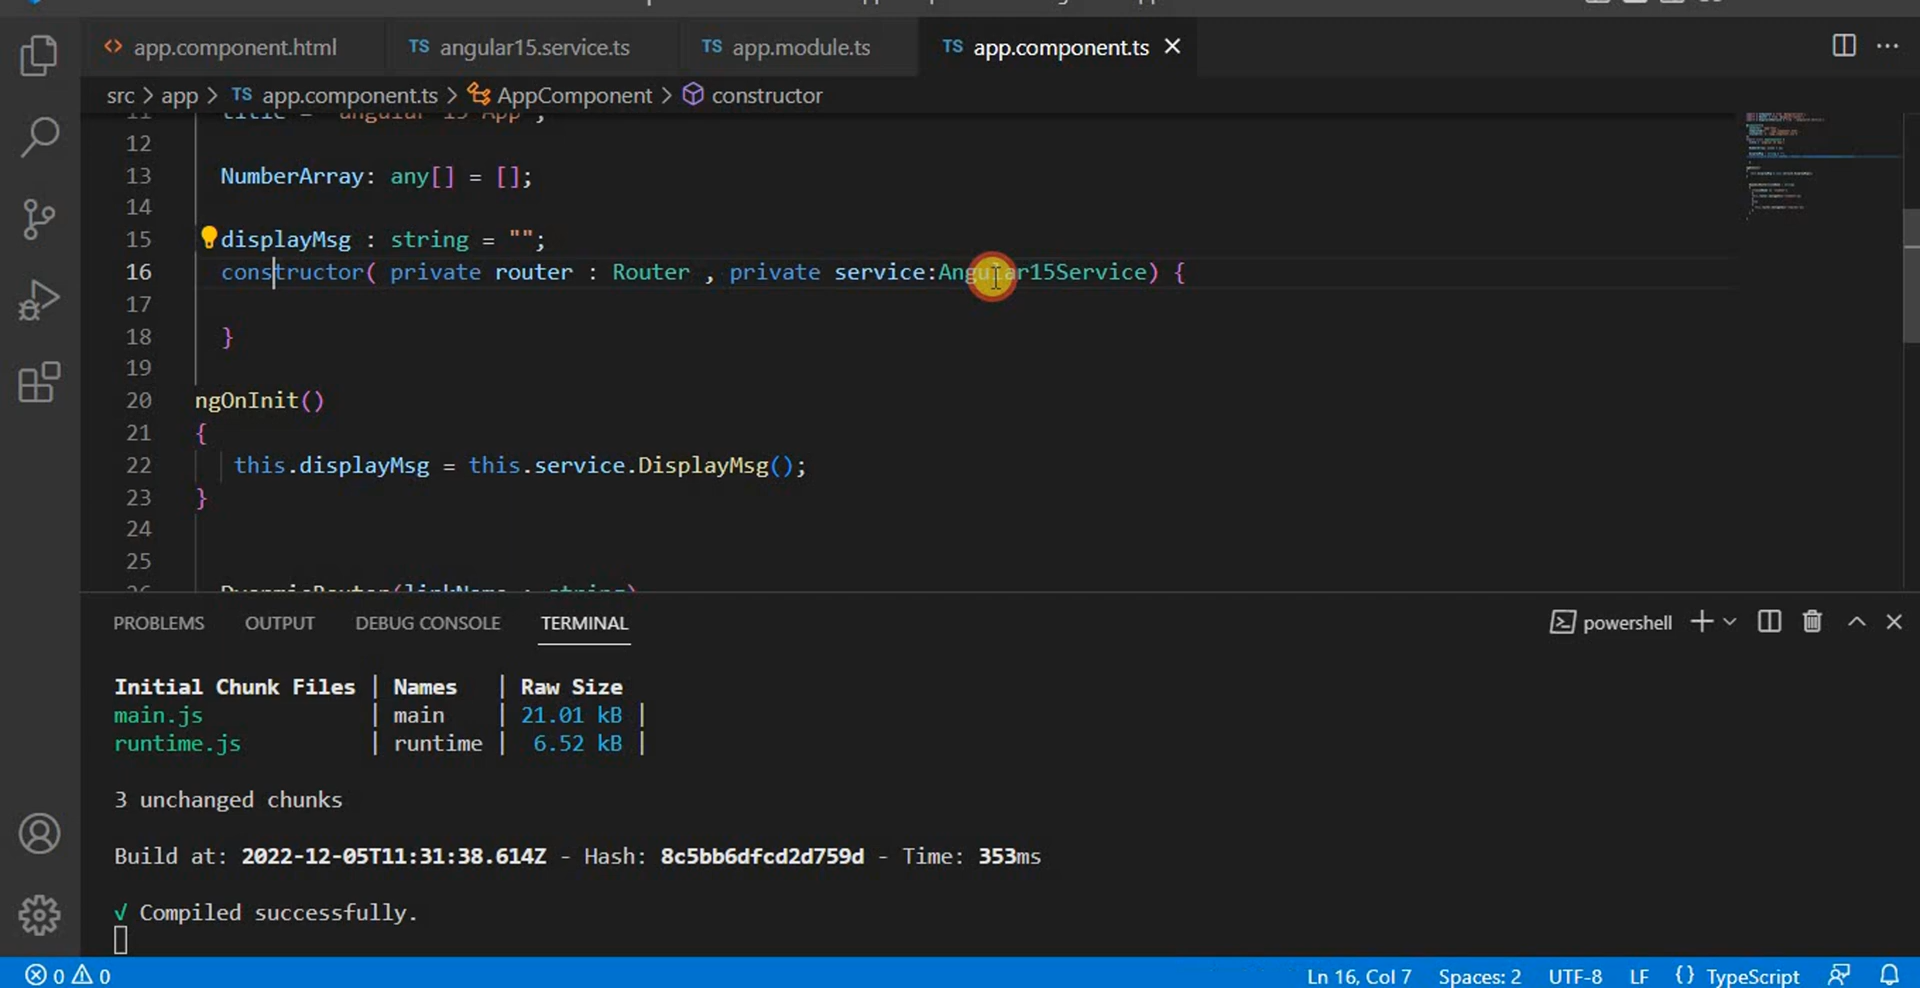 app.component.html
TS angular15.service.ts
TS app.module.ts
TS app.component.ts
src > app > TS app.component.ts > AppComponent > constructor
11 title = 'angular 15 App';
12
13 NumberArray: any[] = [];
14
15 displayMsg : string = "";
16 constructor( private router : Router , private service:Angular15Service) {
17
18 }
19
20 ngOnInit()
21 {
22 this.displayMsg = this.service.DisplayMsg();
23 }
24
25
26 (linkName : string)
PROBLEMS OUTPUT DEBUG CONSOLE TERMINAL
powershell
Initial Chunk Files | Names | Raw Size
main.js | main | 21.01 kB |
runtime.js | runtime | 6.52 kB |
3 unchanged chunks
Build at: 2022-12-05T11:31:38.614Z - Hash: 8c5bb6dfcd2d759d - Time: 353ms
√ Compiled successfully.
0 0
Ln 16, Col 7 Spaces: 2 UTF-8 LF {} TypeScript